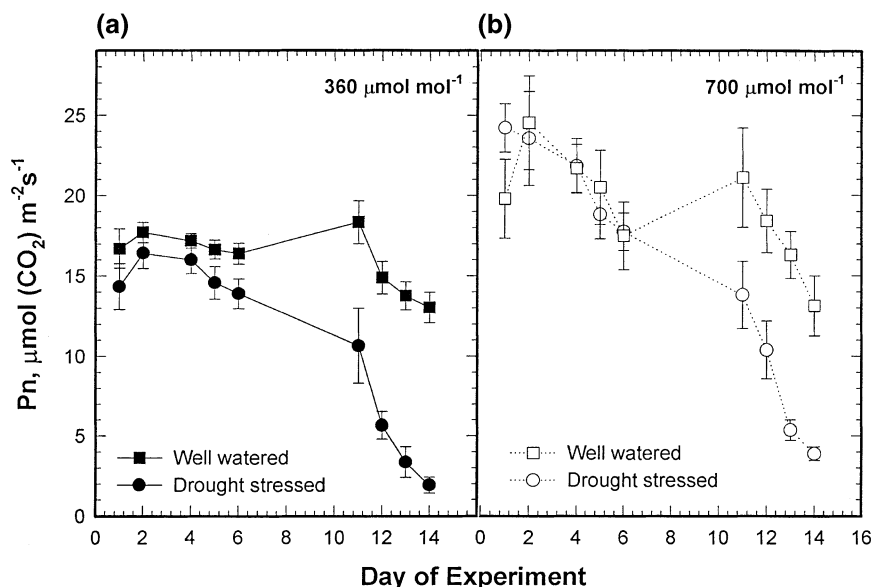 (a)
(b)
360 μmol mol-1
700 μmol mol-1
Pn, μmol (CO2) m-2s-1
25
20
15
10
5
0
Well watered
Drought stressed
Well watered
Drought stressed
0 2 4 6 8 10 12 14
0 2 4 6 8 10 12 14 16
Day of Experiment